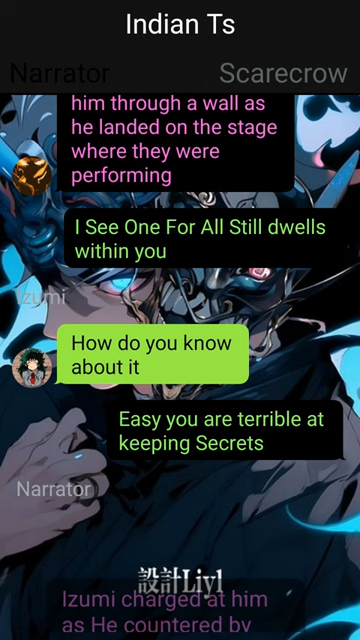 Indian Ts
Narrator
Scarecrow
him through a wall as
he landed on the stage
where they were
performing
I See One For All Still dwells
within you
Izumi
How do you know
about it
Easy you are terrible at
keeping Secrets
Narrator
設計Liyl
Izumi charged at him
as He countered by